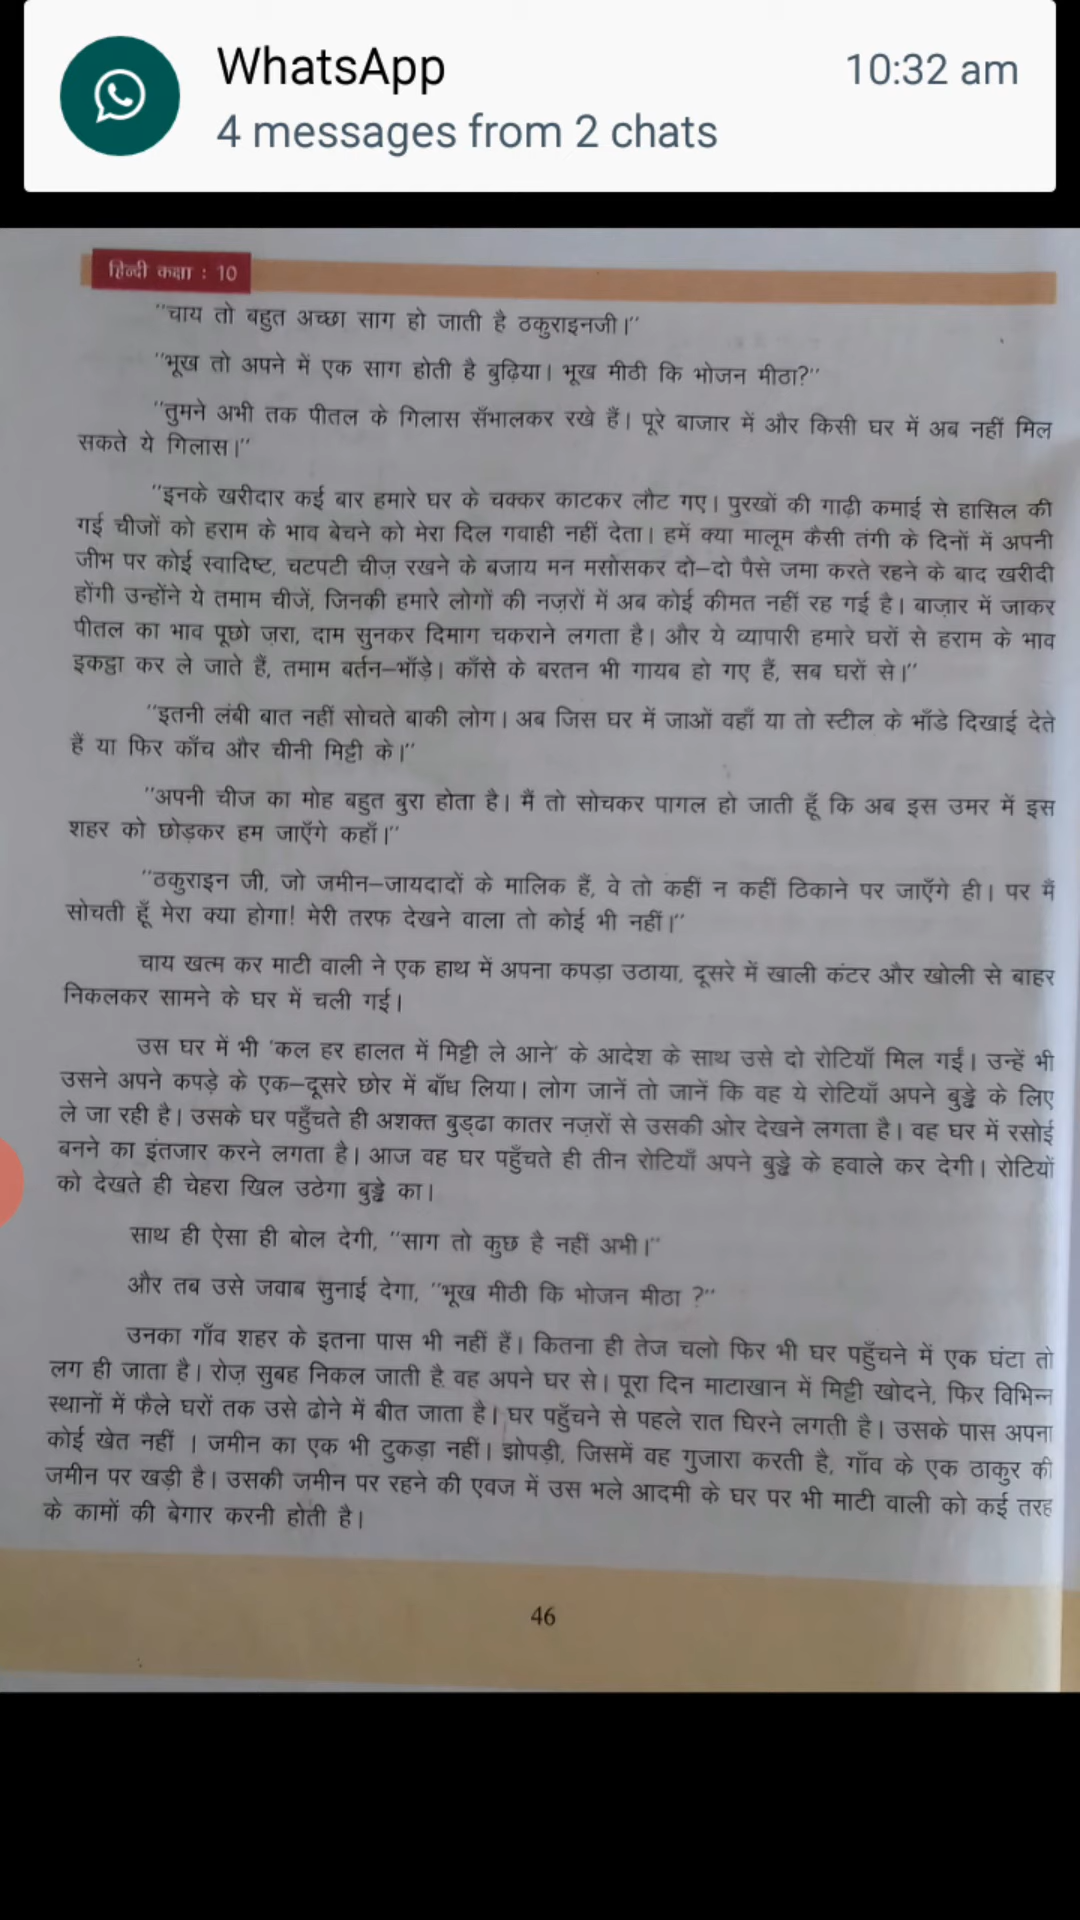 WhatsApp
10:32 am
4 messages from 2 chats
हिन्दी कक्षा : 10
"चाय तो बहुत अच्छा साग हो जाती है ठकुराइनजी।"
"भूख तो अपने में एक साग होती है बुढ़िया। भूख मीठी कि भोजन मीठा?"
"तुमने अभी तक पीतल के गिलास सँभालकर रखे हैं। पूरे बाजार में और किसी घर में अब नहीं मिल
सकते ये गिलास।"
"इनके खरीदार कई बार हमारे घर के चक्कर काटकर लौट गए। पुरखों की गाढ़ी कमाई से हासिल की
गई चीजों को हराम के भाव बेचने को मेरा दिल गवाही नहीं देता। हमें क्या मालूम कैसी तंगी के दिनों में अपनी
जीभ पर कोई स्वादिष्ट, चटपटी चीज़ रखने के बजाय मन मसोसकर दो–दो पैसे जमा करते रहने के बाद खरीदी
होंगी उन्होंने ये तमाम चीजें, जिनकी हमारे लोगों की नज़रों में अब कोई कीमत नहीं रह गई है। बाज़ार में जाकर
पीतल का भाव पूछो ज़रा, दाम सुनकर दिमाग चकराने लगता है। और ये व्यापारी हमारे घरों से हराम के भाव
इकट्ठा कर ले जाते हैं, तमाम बर्तन–भाँड़े। काँसे के बरतन भी गायब हो गए हैं, सब घरों से।"
"इतनी लंबी बात नहीं सोचते बाकी लोग। अब जिस घर में जाओं वहाँ या तो स्टील के भाँडे दिखाई देते
हैं या फिर काँच और चीनी मिट्टी के।"
"अपनी चीज का मोह बहुत बुरा होता है। मैं तो सोचकर पागल हो जाती हूँ कि अब इस उमर में इस
शहर को छोड़कर हम जाएँगे कहाँ।"
"ठकुराइन जी, जो जमीन–जायदादों के मालिक हैं, वे तो कहीं न कहीं ठिकाने पर जाएँगे ही। पर मैं
सोचती हूँ मेरा क्या होगा! मेरी तरफ देखने वाला तो कोई भी नहीं।"
चाय खत्म कर माटी वाली ने एक हाथ में अपना कपड़ा उठाया, दूसरे में खाली कंटर और खोली से बाहर
निकलकर सामने के घर में चली गई।
उस घर में भी 'कल हर हालत में मिट्टी ले आने' के आदेश के साथ उसे दो रोटियाँ मिल गईं। उन्हें भी
उसने अपने कपड़े के एक–दूसरे छोर में बाँध लिया। लोग जानें तो जानें कि वह ये रोटियाँ अपने बुड्ढे के लिए
ले जा रही है। उसके घर पहुँचते ही अशक्त बुड्ढा कातर नज़रों से उसकी ओर देखने लगता है। वह घर में रसोई
बनने का इंतजार करने लगता है। आज वह घर पहुँचते ही तीन रोटियाँ अपने बुड्ढे के हवाले कर देगी। रोटियों
को देखते ही चेहरा खिल उठेगा बुड्ढे का।
साथ ही ऐसा ही बोल देगी, "साग तो कुछ है नहीं अभी।"
और तब उसे जवाब सुनाई देगा, "भूख मीठी कि भोजन मीठा ?"
उनका गाँव शहर के इतना पास भी नहीं हैं। कितना ही तेज चलो फिर भी घर पहुँचने में एक घंटा तो
लग ही जाता है। रोज़ सुबह निकल जाती है वह अपने घर से। पूरा दिन माटाखान में मिट्टी खोदने, फिर विभिन्न
स्थानों में फैले घरों तक उसे ढोने में बीत जाता है। घर पहुँचने से पहले रात घिरने लगती है। उसके पास अपना
कोई खेत नहीं । जमीन का एक भी टुकड़ा नहीं। झोपड़ी, जिसमें वह गुजारा करती है, गाँव के एक ठाकुर की
जमीन पर खड़ी है। उसकी जमीन पर रहने की एवज में उस भले आदमी के घर पर भी माटी वाली को कई तरह
के कामों की बेगार करनी होती है।
46